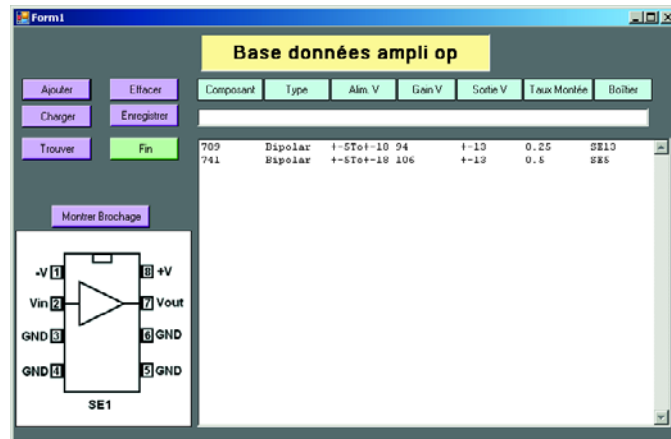 Form1
Base données ampli op
Ajouter Effacer
Charger Enregistrer
Trouver Fin
Montrer Brochage
Composant Type Alim. V Gain V Sortie V Taux Montée Boîtier
709 Bipolar +-5To+-18 94 +-13 0.25 SE13
741 Bipolar +-5To+-18 106 +-13 0.5 SE5
-V 1 8 +V
Vin 2 7 Vout
GND 3 6 GND
GND 4 5 GND
SE1